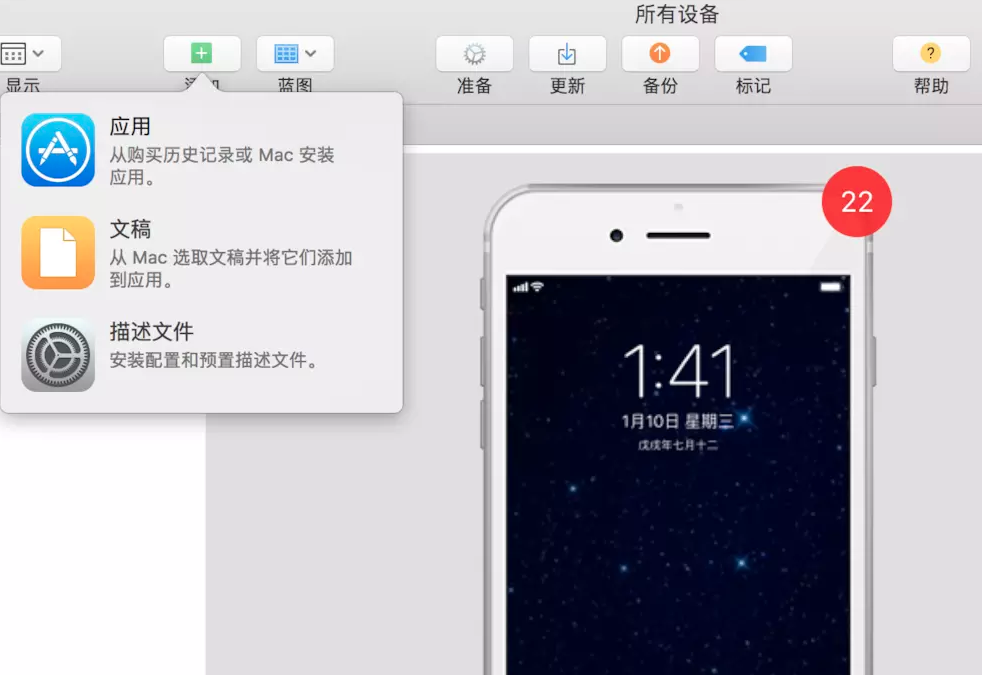 所有设备
显示
蓝图
准备
更新
备份
标记
帮助
?
应用
从购买历史记录或 Mac 安装
应用。
文稿
从 Mac 选取文稿并将它们添加
到应用。
描述文件
安装配置和预置描述文件。
22
1:41
1月10日 星期三
戊戌年七月十二